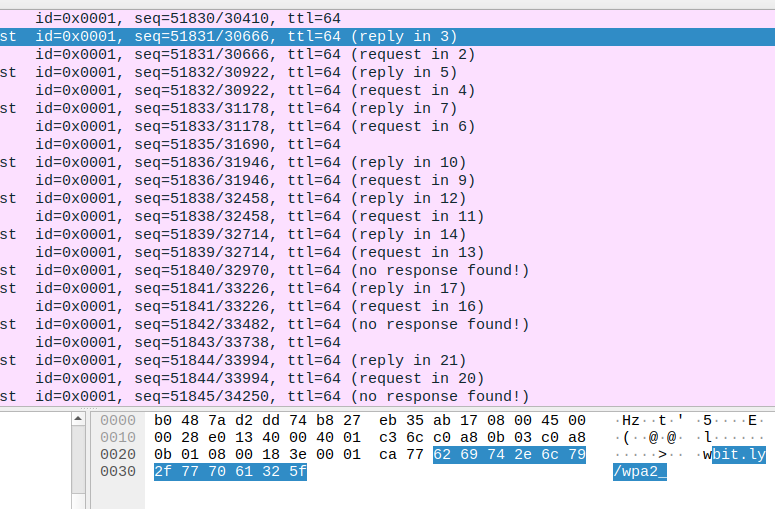 id=0x0001, seq=51830/30410, ttl=64
st id=0x0001, seq=51831/30666, ttl=64 (reply in 3)
id=0x0001, seq=51831/30666, ttl=64 (request in 2)
st id=0x0001, seq=51832/30922, ttl=64 (reply in 5)
id=0x0001, seq=51832/30922, ttl=64 (request in 4)
st id=0x0001, seq=51833/31178, ttl=64 (reply in 7)
id=0x0001, seq=51833/31178, ttl=64 (request in 6)
id=0x0001, seq=51835/31690, ttl=64
st id=0x0001, seq=51836/31946, ttl=64 (reply in 10)
id=0x0001, seq=51836/31946, ttl=64 (request in 9)
st id=0x0001, seq=51838/32458, ttl=64 (reply in 12)
id=0x0001, seq=51838/32458, ttl=64 (request in 11)
st id=0x0001, seq=51839/32714, ttl=64 (reply in 14)
id=0x0001, seq=51839/32714, ttl=64 (request in 13)
st id=0x0001, seq=51840/32970, ttl=64 (no response found!)
st id=0x0001, seq=51841/33226, ttl=64 (reply in 17)
id=0x0001, seq=51841/33226, ttl=64 (request in 16)
st id=0x0001, seq=51842/33482, ttl=64 (no response found!)
id=0x0001, seq=51843/33738, ttl=64
st id=0x0001, seq=51844/33994, ttl=64 (reply in 21)
id=0x0001, seq=51844/33994, ttl=64 (request in 20)
st id=0x0001, seq=51845/34250, ttl=64 (no response found!)
0000 b0 48 7a d2 dd 74 b8 27 eb 35 ab 17 08 00 45 00 ·Hz··t·' ·5····E·
0010 00 28 e0 13 40 00 40 01 c3 6c c0 a8 0b 03 c0 a8 ·(··@·@· ·l······
0020 0b 01 08 00 18 3e 00 01 ca 77 62 69 74 2e 6c 79 ·····>·· ·wbit.ly
0030 2f 77 70 61 32 5f /wpa2_